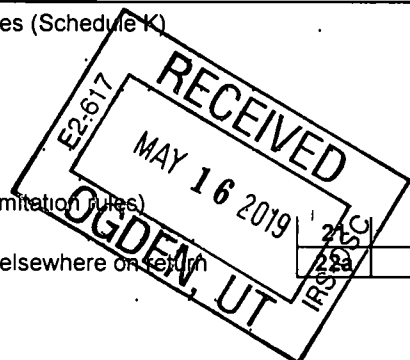 es (Schedule K)
RECEIVED
E2-617
MAY 16 2019
IRS-OSC
OGDEN, UT
mitation rules)
21
elsewhere on return
22a